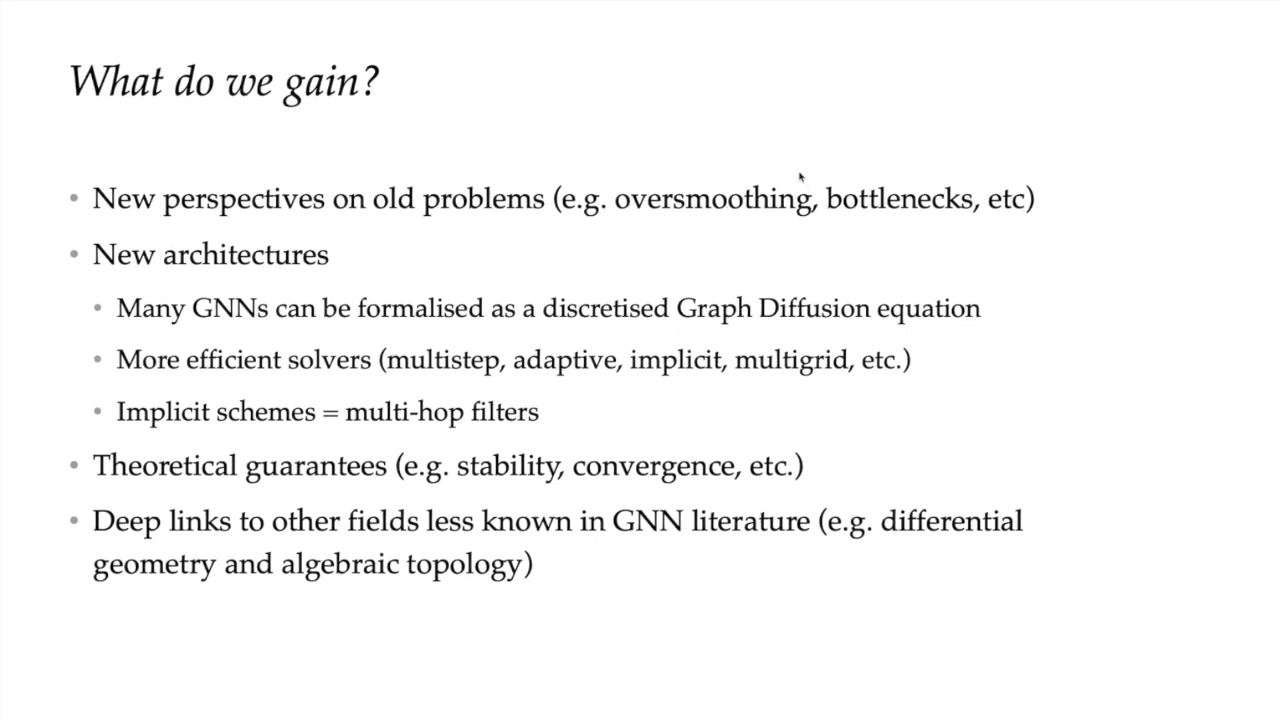 What do we gain?
• New perspectives on old problems (e.g. oversmoothing, bottlenecks, etc)
• New architectures
• Many GNNs can be formalised as a discretised Graph Diffusion equation
• More efficient solvers (multistep, adaptive, implicit, multigrid, etc.)
• Implicit schemes = multi-hop filters
• Theoretical guarantees (e.g. stability, convergence, etc.)
• Deep links to other fields less known in GNN literature (e.g. differential
geometry and algebraic topology)